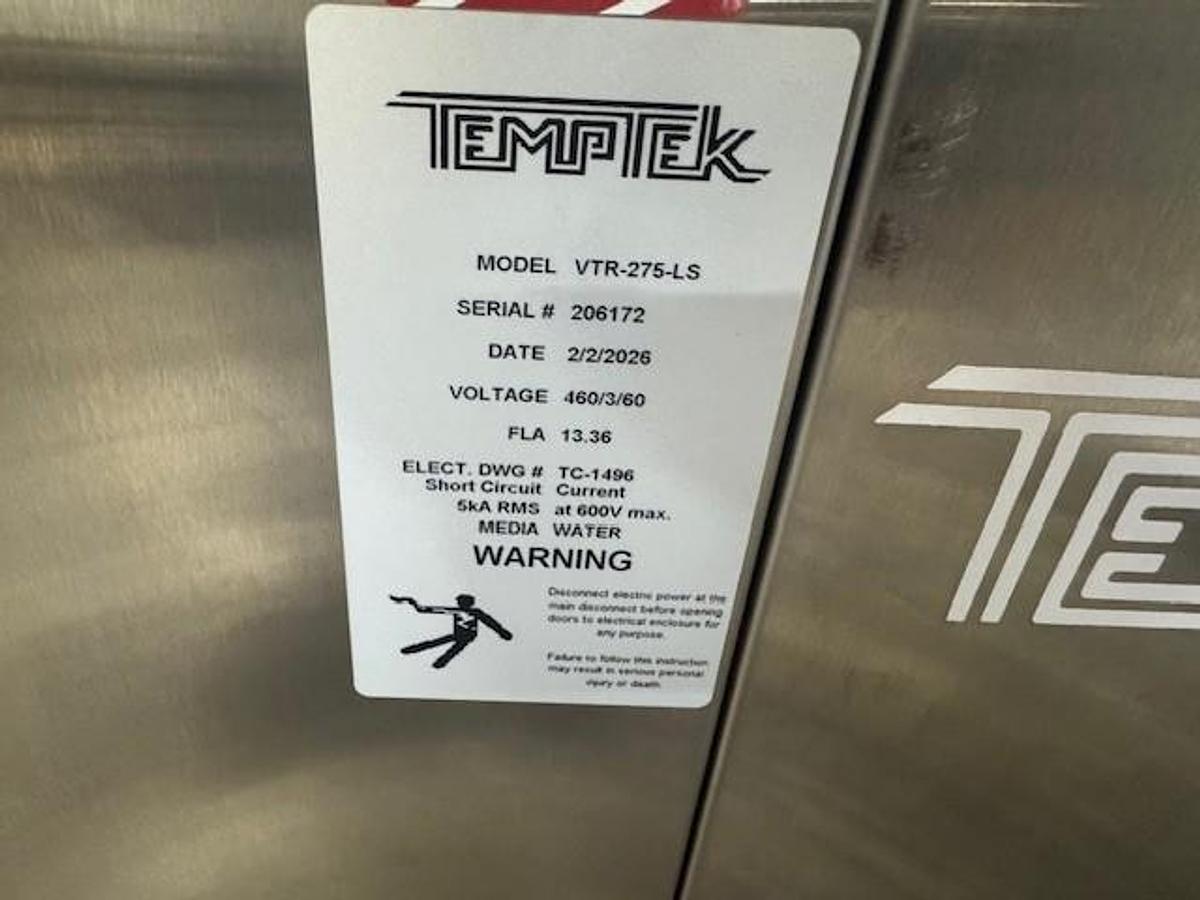 TEMPTEK
MODEL VTR-275-LS
SERIAL # 206172
DATE 2/2/2026
VOLTAGE 460/3/60
FLA 13.36
ELECT. DWG # TC-1496
Short Circuit Current
5kA RMS at 600V max.
MEDIA WATER
WARNING
Disconnect electric power at the
main disconnect before opening
doors to electrical enclosure for
any purpose.
Failure to follow this instruction
may result in serious personal
injury or death.
TE